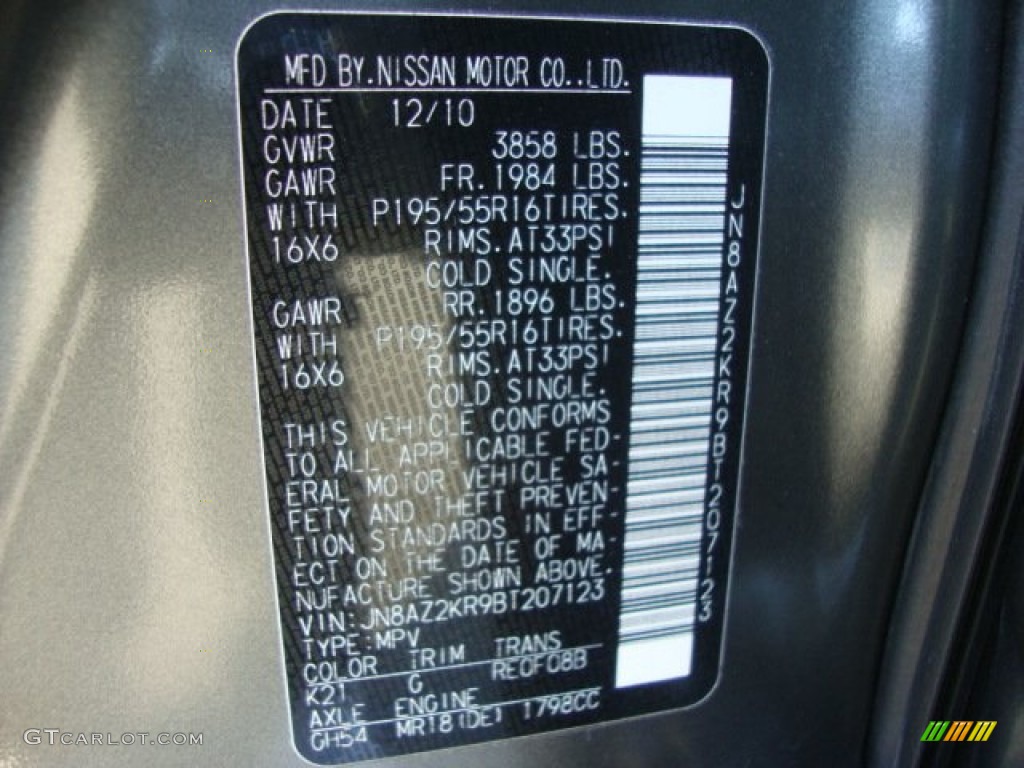 MFD BY.NISSAN MOTOR CO.,LTD.
DATE 12/10
GVWR 3858 LBS.
GAWR FR. 1984 LBS.
WITH P195/55R16TIRES.
16X6 RIMS.AT33PSI
COLD SINGLE.
GAWR RR. 1896 LBS.
WITH P195/55R16TIRES.
16X6 RIMS.AT33PSI
COLD SINGLE.
THIS VEHICLE CONFORMS
TO ALL APPLICABLE FED-
ERAL MOTOR VEHICLE SA-
FETY AND THEFT PREVEN-
TION STANDARDS IN EFF-
ECT ON THE DATE OF MA-
NUFACTURE SHOWN ABOVE.
VIN:JN8AZ2KR9BT207123
TYPE:MPV
COLOR TRIM TRANS
K21 G RE0F08B
AXLE ENGINE
GH54 MR18(DE) 1798CC
JN8AZ2KR9BT207123
GTCARLOT.COM